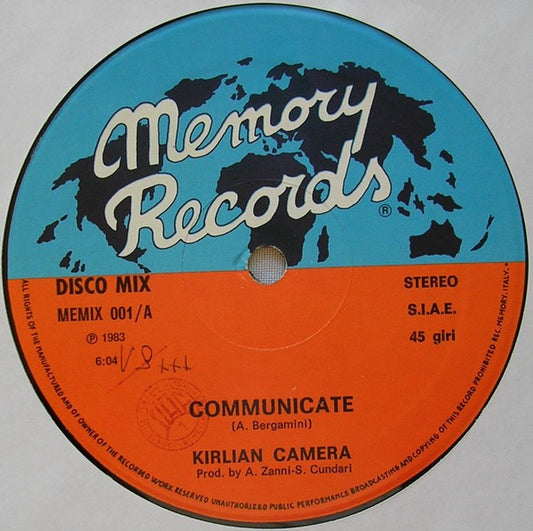 Memory
Records®
DISCO MIX
MEMIX 001/A
℗ 1983
6:04
STEREO
S.I.A.E.
45 giri
COMMUNICATE
(A. Bergamini)
KIRLIAN CAMERA
Prod. by A. Zanni-S. Cundari
ALL RIGHTS OF THE MANUFACTURED AND OF OWNER OF THE RECORDED WORK RESERVED UNAUTHORIZED PUBLIC PERFORMANCE BROADCASTING AND COPYING OF THIS RECORD PROHIBITED REC. MEMORY. ITALY.